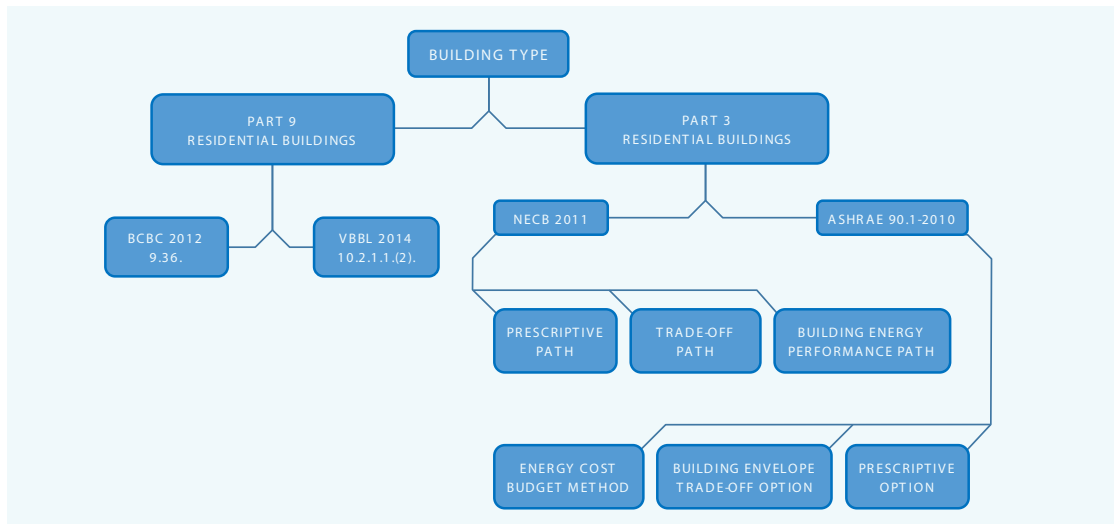 BUILDING TYPE
PART 9
RESIDENTIAL BUILDINGS
PART 3
RESIDENTIAL BUILDINGS
BCBC 2012
9.36.
VBBL 2014
10.2.1.1.(2).
NECB 2011
ASHRAE 90.1-2010
PRESCRIPTIVE
PATH
TRADE-OFF
PATH
BUILDING ENERGY
PERFORMANCE PATH
ENERGY COST
BUDGET METHOD
BUILDING ENVELOPE
TRADE-OFF OPTION
PRESCRIPTIVE
OPTION